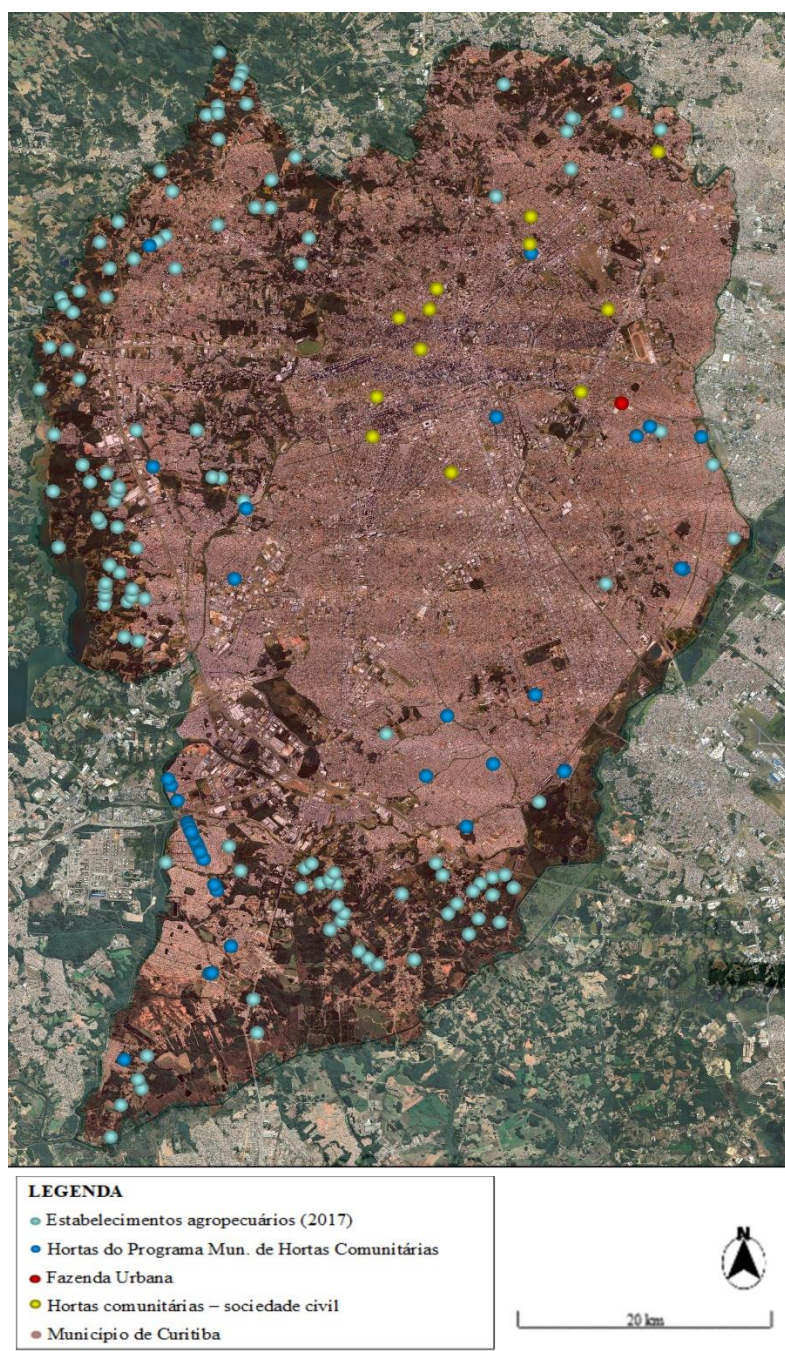 LEGENDA
Estabelecimentos agropecuários (2017)
Hortas do Programa Mun. de Hortas Comunitárias
Fazenda Urbana
Hortas comunitárias – sociedade civil
Município de Curitiba
N
20 km